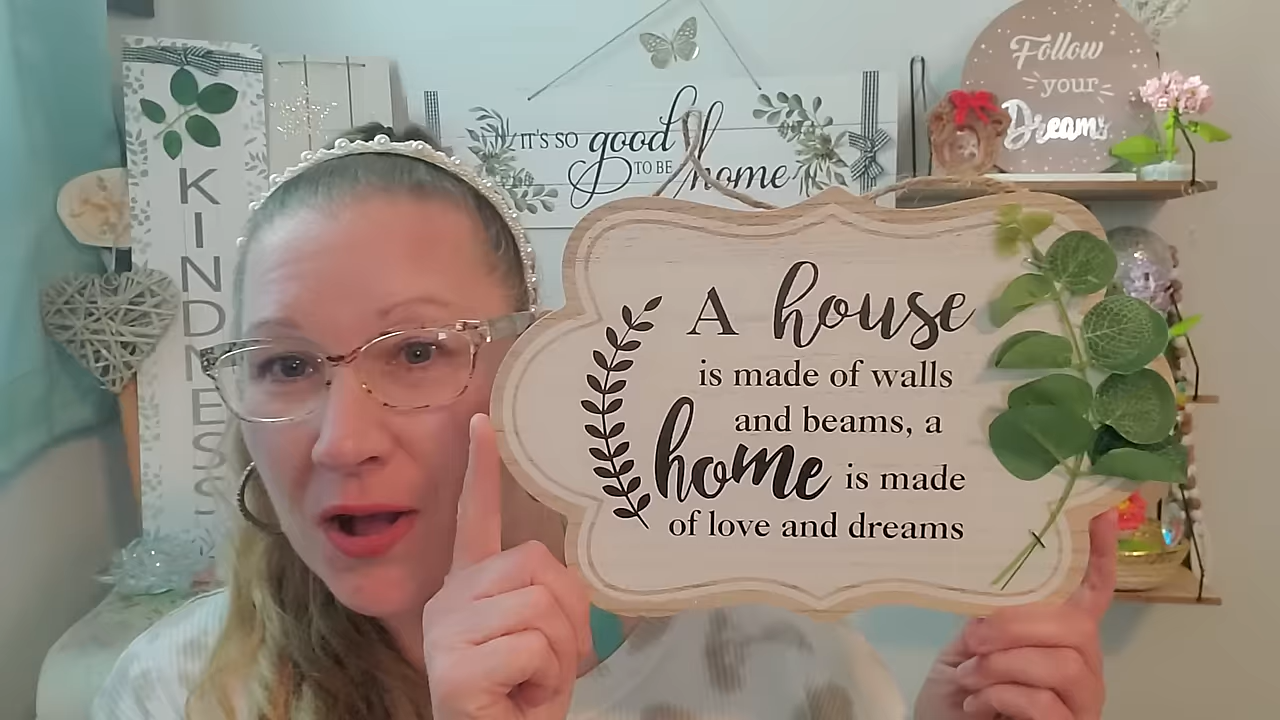 KINDNESS
IT'S SO good
TO BE home
Follow
your
Dreams
A house
is made of walls
and beams, a
home is made
of love and dreams